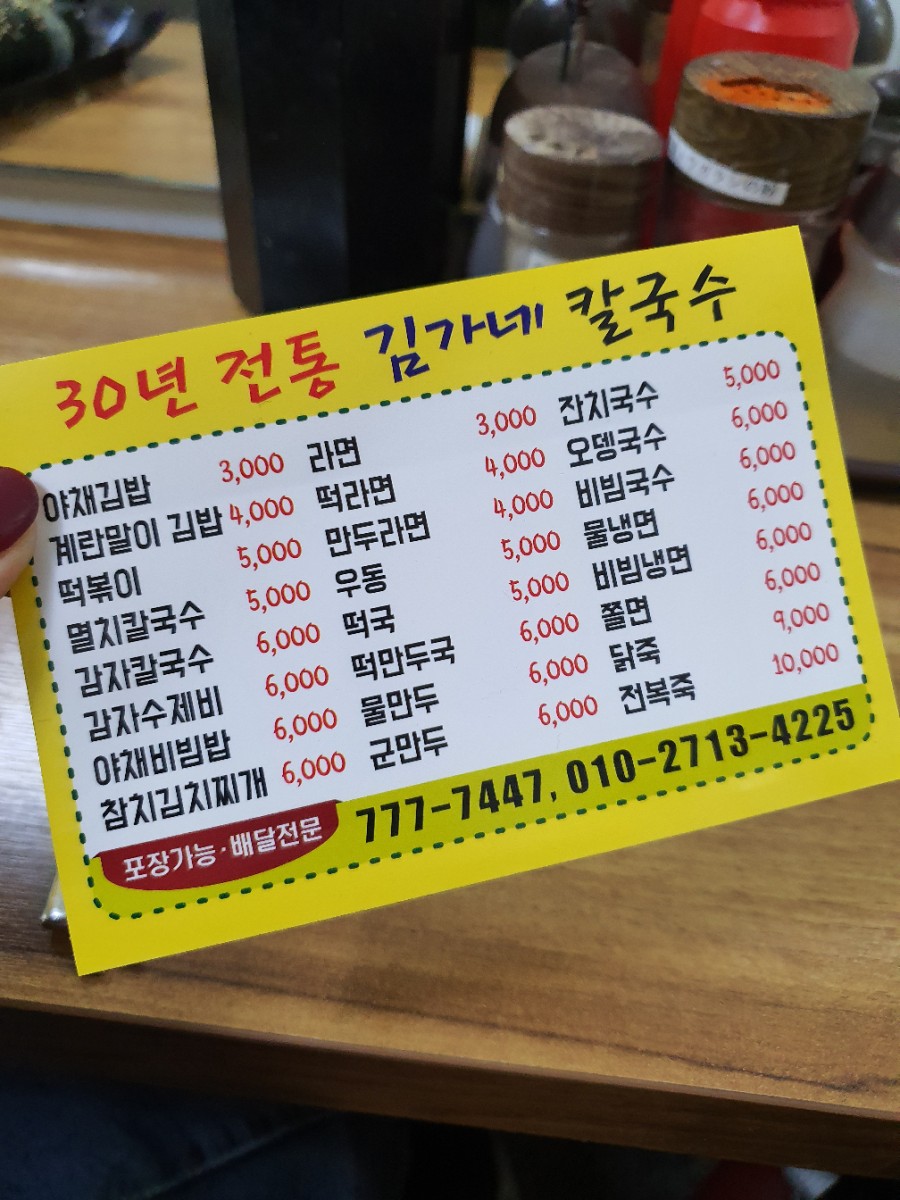 30년 전통 김가네 칼국수
야채김밥 3,000 라면 3,000 잔치국수 5,000
계란말이 김밥 4,000 떡라면 4,000 오뎅국수 6,000
떡볶이 5,000 만두라면 4,000 비빔국수 6,000
멸치칼국수 5,000 우동 5,000 물냉면 6,000
감자칼국수 6,000 떡국 5,000 비빔냉면 6,000
감자수제비 6,000 떡만두국 6,000 쫄면 6,000
야채비빔밥 6,000 물만두 6,000 닭죽 9,000
참치김치찌개 6,000 군만두 6,000 전복죽 10,000
포장가능·배달전문 777-7447, 010-2713-4225